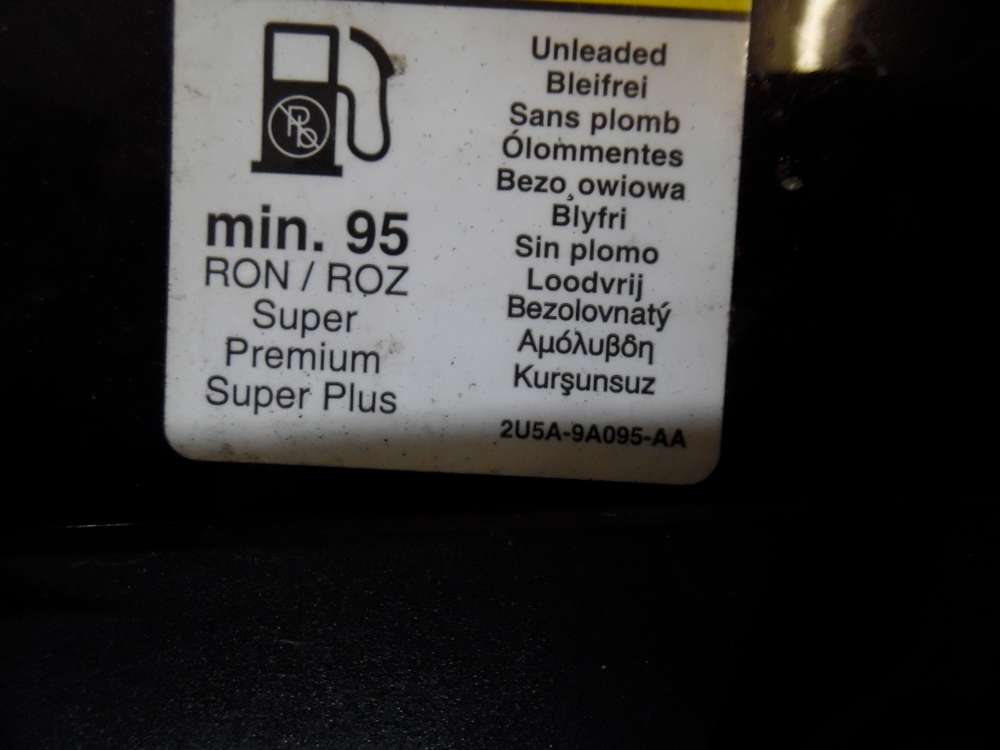 Pb
min. 95
RON / ROZ
Super
Premium
Super Plus
Unleaded
Bleifrei
Sans plomb
Ólommentes
Bezo¸owiowa
Blyfri
Sin plomo
Loodvrij
Bezolovnatý
Αμόλυβδη
Kurşunsuz
2U5A-9A095-AA